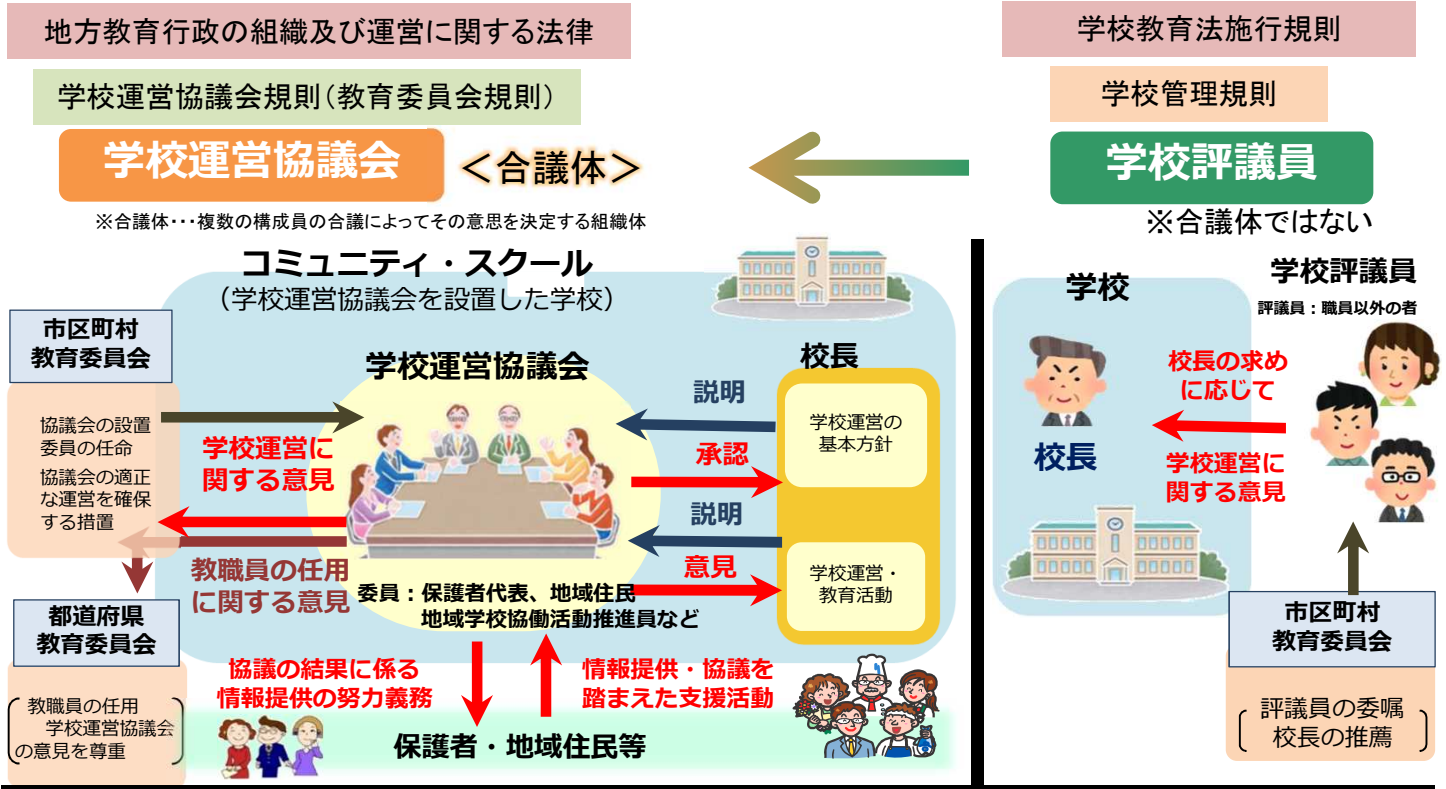 地方教育行政の組織及び運営に関する法律
学校運営協議会規則（教育委員会規則）
学校運営協議会
＜合議体＞
※合議体・・・複数の構成員の合議によってその意思を決定する組織体
コミュニティ・スクール
（学校運営協議会を設置した学校）
市区町村
教育委員会
協議会の設置
委員の任命
協議会の適正
な運営を確保
する措置
学校運営協議会
校長
説明
学校運営の
基本方針
承認
説明
意見
学校運営・
教育活動
学校運営に
関する意見
教職員の任用
に関する意見
委員：保護者代表、地域住民
地域学校協働活動推進員など
都道府県
教育委員会
教職員の任用
学校運営協議会
の意見を尊重
協議の結果に係る
情報提供の努力義務
情報提供・協議を
踏まえた支援活動
保護者・地域住民等
学校教育法施行規則
学校管理規則
学校評議員
※合議体ではない
学校
学校評議員
評議員：職員以外の者
校長の求め
に応じて
校長
学校運営に
関する意見
市区町村
教育委員会
評議員の委嘱
校長の推薦